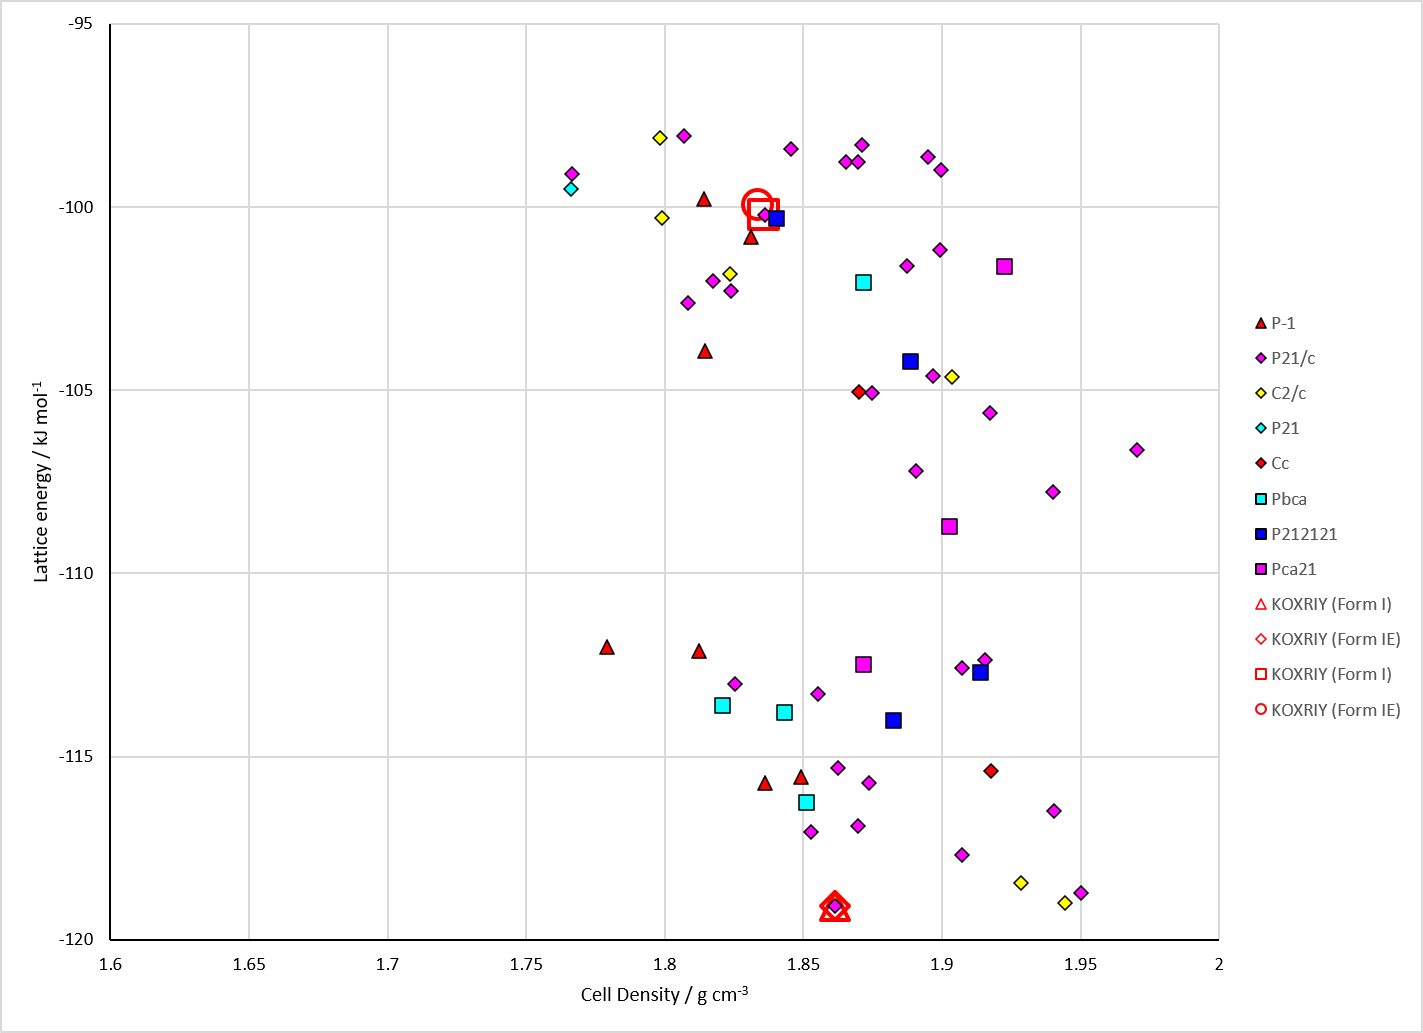 -95
-100
-105
-110
-115
-120
Lattice energy / kJ mol-1
1.6
1.65
1.7
1.75
1.8
1.85
1.9
1.95
2
Cell Density / g cm-3
P-1
P21/c
C2/c
P21
Cc
Pbca
P212121
Pca21
KOXRIY (Form I)
KOXRIY (Form IE)
KOXRIY (Form I)
KOXRIY (Form IE)